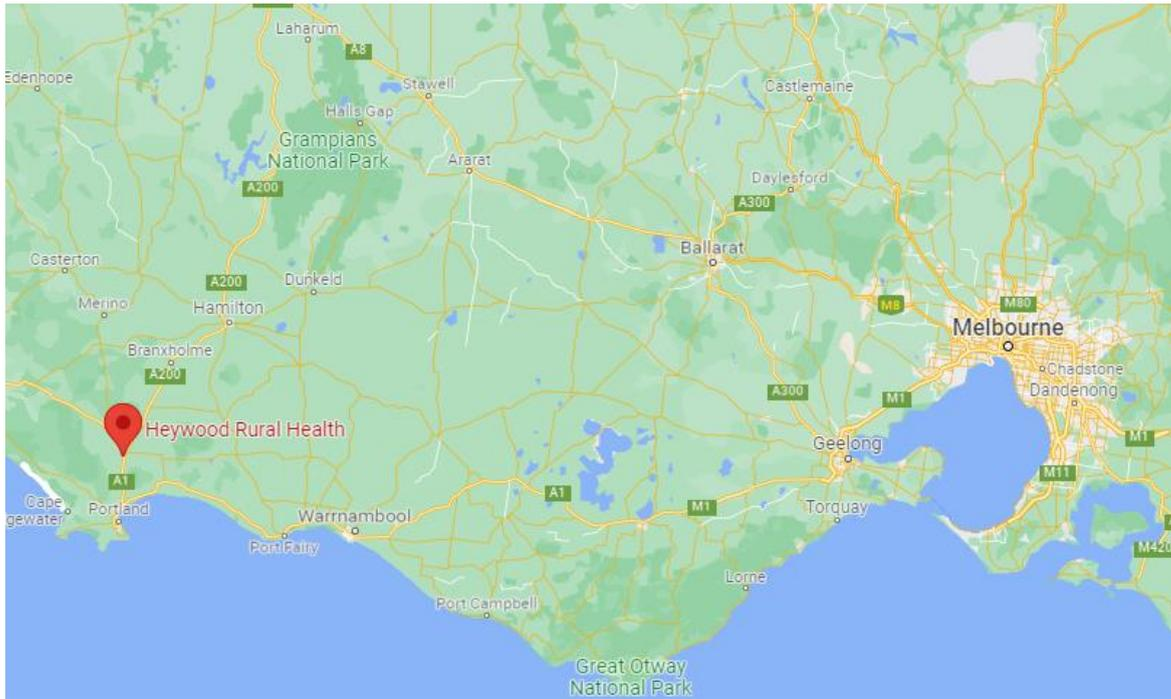 Laharum
A8
Edenhope
Stawell
Castlemaine
Halls Gap
Grampians
National Park
Ararat
A200
Daylesford
A300
Ballarat
Casterton
A200
Dunkeld
Merino
Hamilton
M8
M80
Melbourne
Branxholme
A200
Chadstone
A300
M1
Dandenong
Heywood Rural Health
Geelong
M1
M11
A1
A1
Cape
gewater
Portland
Warrnambool
M1
Torquay
Port Fairy
M420
Lorne
Port Campbell
Great Otway
National Park